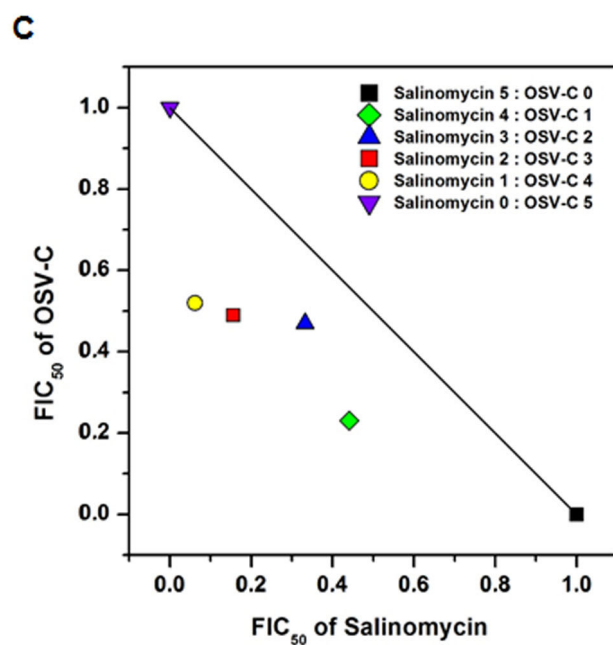 C
Salinomycin 5 : OSV-C 0
Salinomycin 4 : OSV-C 1
Salinomycin 3 : OSV-C 2
Salinomycin 2 : OSV-C 3
Salinomycin 1 : OSV-C 4
Salinomycin 0 : OSV-C 5
1.0
0.8
0.6
0.4
0.2
0.0
FIC50 of OSV-C
0.0 0.2 0.4 0.6 0.8 1.0
FIC50 of Salinomycin